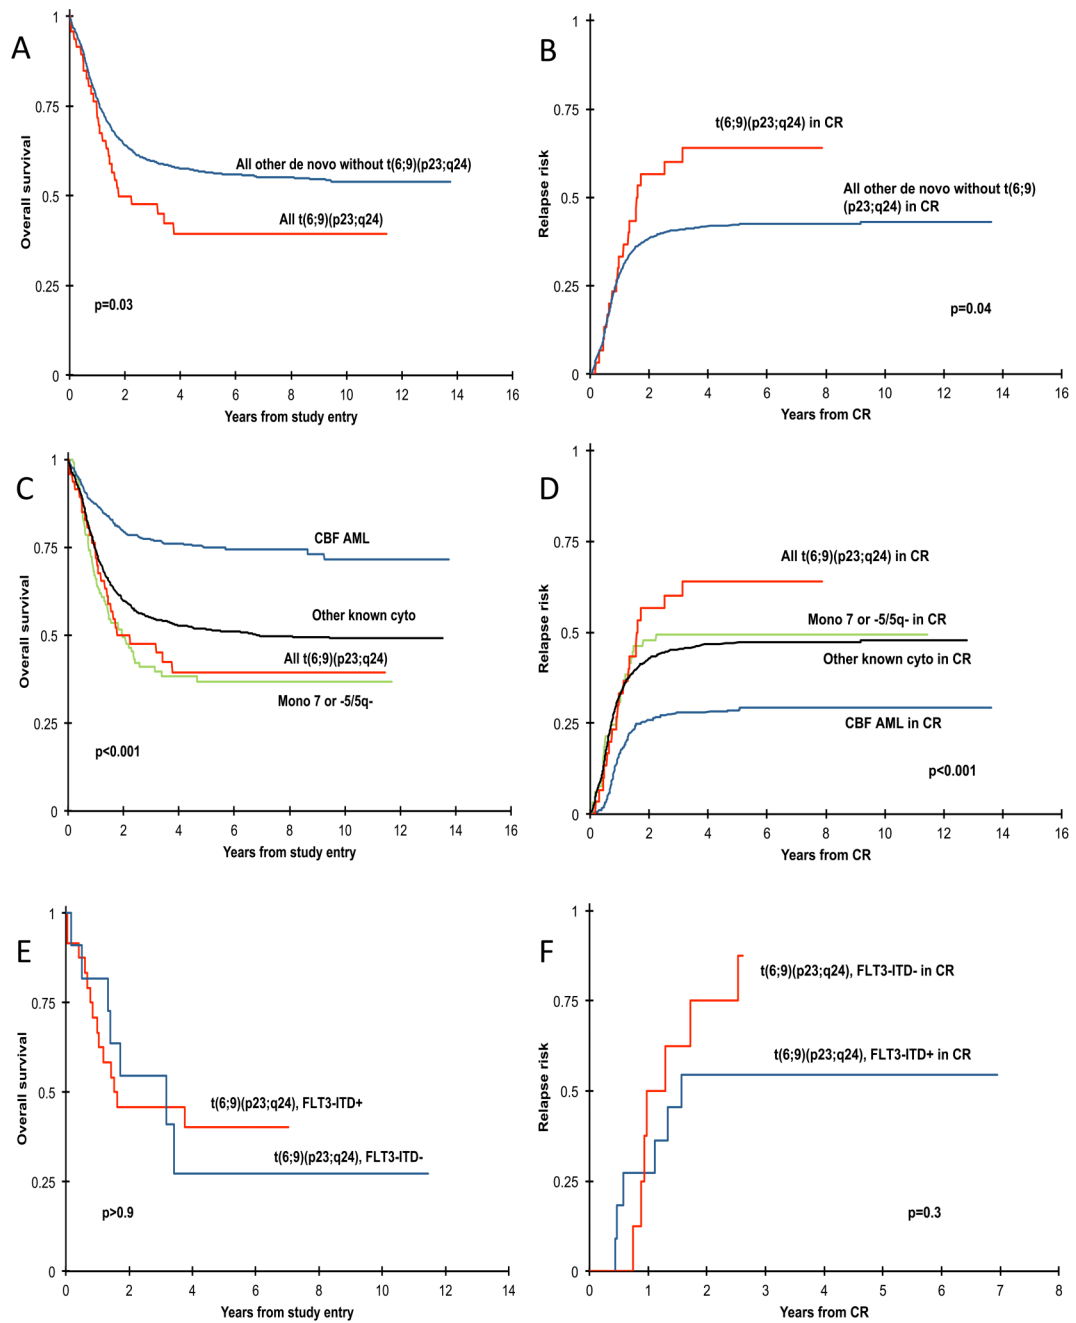 A
1
0.75
0.5
0.25
0
Overall survival
All other de novo without t(6;9)(p23;q24)
All t(6;9)(p23;q24)
p=0.03
0 2 4 6 8 10 12 14 16
Years from study entry
B
1
0.75
0.5
0.25
0
Relapse risk
t(6;9)(p23;q24) in CR
All other de novo without t(6;9)
(p23;q24) in CR
p=0.04
0 2 4 6 8 10 12 14 16
Years from CR
C
1
0.75
0.5
0.25
0
Overall survival
CBF AML
Other known cyto
All t(6;9)(p23;q24)
Mono 7 or -5/5q-
p<0.001
0 2 4 6 8 10 12 14 16
Years from study entry
D
1
0.75
0.5
0.25
0
Relapse risk
All t(6;9)(p23;q24) in CR
Mono 7 or -5/5q- in CR
Other known cyto in CR
CBF AML in CR
p<0.001
0 2 4 6 8 10 12 14 16
Years from CR
E
1
0.75
0.5
0.25
0
Overall survival
t(6;9)(p23;q24), FLT3-ITD+
t(6;9)(p23;q24), FLT3-ITD-
p>0.9
0 2 4 6 8 10 12 14
Years from study entry
F
1
0.75
0.5
0.25
0
Relapse risk
t(6;9)(p23;q24), FLT3-ITD- in CR
t(6;9)(p23;q24), FLT3-ITD+ in CR
p=0.3
0 1 2 3 4 5 6 7 8
Years from CR